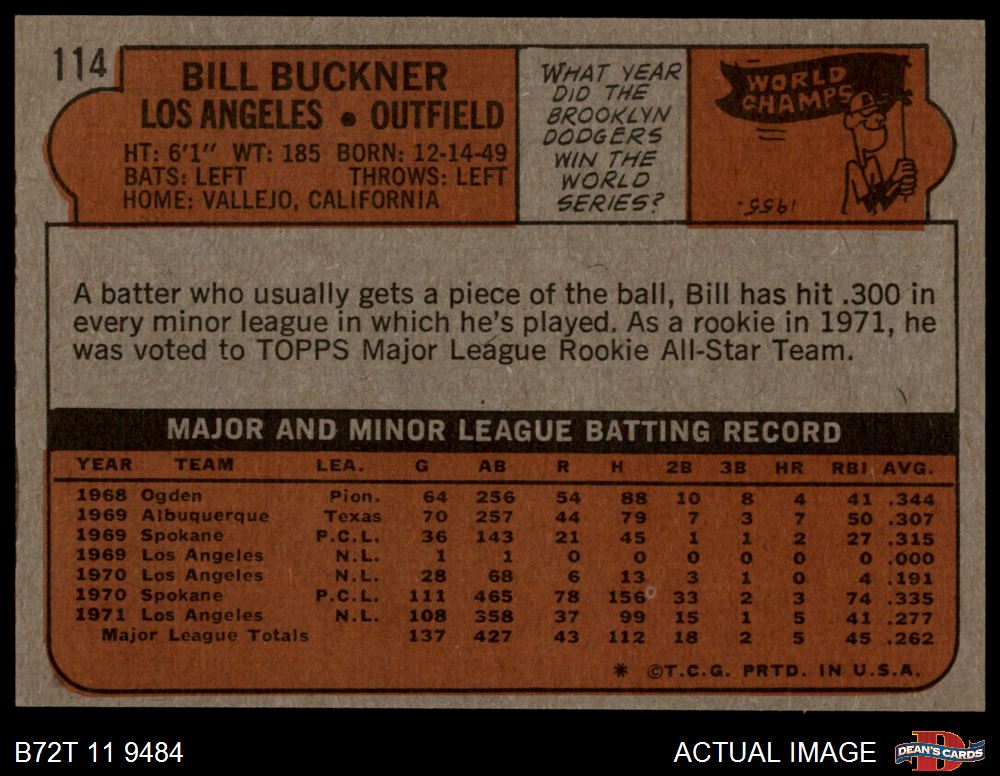 114
BILL BUCKNER
LOS ANGELES • OUTFIELD
HT: 6'1" WT: 185 BORN: 12-14-49
BATS: LEFT THROWS: LEFT
HOME: VALLEJO, CALIFORNIA
WHAT YEAR
DID THE
BROOKLYN
DODGERS
WIN THE
WORLD
SERIES?
WORLD
CHAMPS
1955.
A batter who usually gets a piece of the ball, Bill has hit .300 in
every minor league in which he's played. As a rookie in 1971, he
was voted to TOPPS Major League Rookie All-Star Team.
MAJOR AND MINOR LEAGUE BATTING RECORD
YEAR TEAM LEA. G AB R H 2B 3B HR RBI AVG.
1968 Ogden Pion. 64 256 54 88 10 8 4 41 .344
1969 Albuquerque Texas 70 257 44 79 7 3 7 50 .307
1969 Spokane P.C.L. 36 143 21 45 1 1 2 27 .315
1969 Los Angeles N.L. 1 1 0 0 0 0 0 0 .000
1970 Los Angeles N.L. 28 68 6 13 3 1 0 4 .191
1970 Spokane P.C.L. 111 465 78 156 33 2 3 74 .335
1971 Los Angeles N.L. 108 358 37 99 15 1 5 41 .277
Major League Totals 137 427 43 112 18 2 5 45 .262
* ©T.C.G. PRTD. IN U.S.A.
B72T 11 9484
ACTUAL IMAGE
D
DEAN'S CARDS